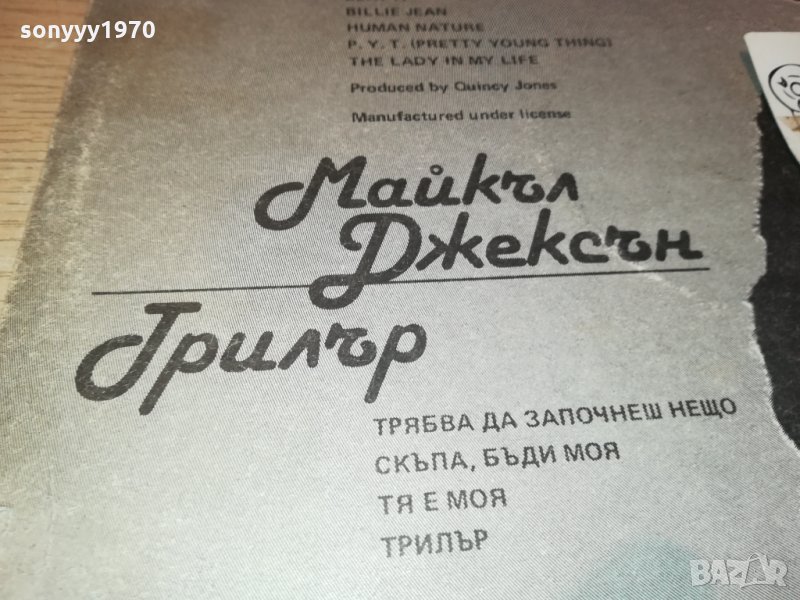 sonyyy1970
BILLIE JEAN
HUMAN NATURE
P. Y. T. (PRETTY YOUNG THING)
THE LADY IN MY LIFE
Produced by Quincy Jones
Manufactured under license
Майкъл
Джексън
Трилър
ТРЯБВА ДА ЗАПОЧНЕШ НЕЩО
СКЪПА, БЪДИ МОЯ
ТЯ Е МОЯ
ТРИЛЪР
BAZAR